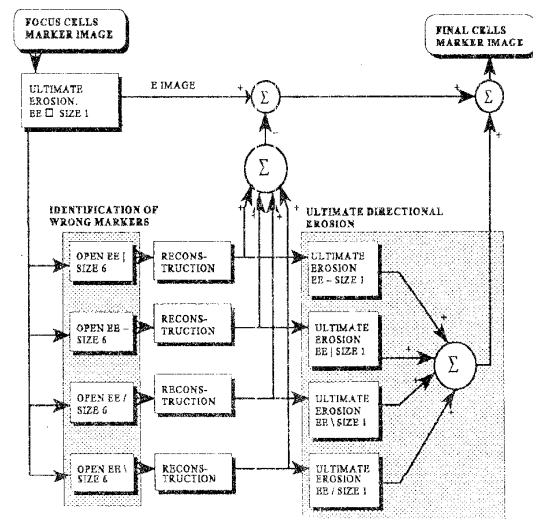 FOCUS CELLS
MARKER IMAGE
FINAL CELLS
MARKER IMAGE
ULTIMATE
EROSION.
EE □ SIZE 1
E IMAGE
+
Σ
+
Σ
−
+
Σ
+
+
+
+
IDENTIFICATION OF
WRONG MARKERS
ULTIMATE DIRECTIONAL
EROSION
OPEN EE |
SIZE 6
RECONS-
TRUCTION
ULTIMATE
EROSION
EE − SIZE 1
OPEN EE −
SIZE 6
RECONS-
TRUCTION
ULTIMATE
EROSION
EE | SIZE 1
+
+
Σ
+
+
OPEN EE /
SIZE 6
RECONS-
TRUCTION
ULTIMATE
EROSION
EE \ SIZE 1
OPEN EE \
SIZE 6
RECONS-
TRUCTION
ULTIMATE
EROSION
EE / SIZE 1